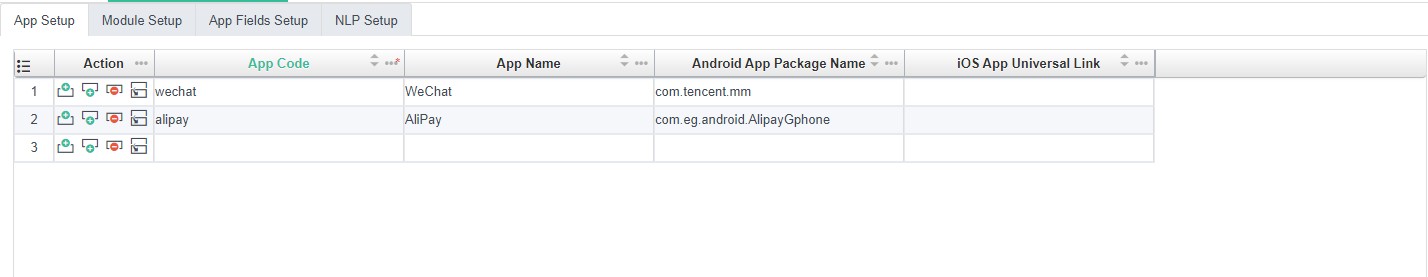 App Setup Module Setup App Fields Setup NLP Setup
Action ••• App Code •••* App Name ••• Android App Package Name ••• iOS App Universal Link •••
1 wechat WeChat com.tencent.mm
2 alipay AliPay com.eg.android.AlipayGphone
3